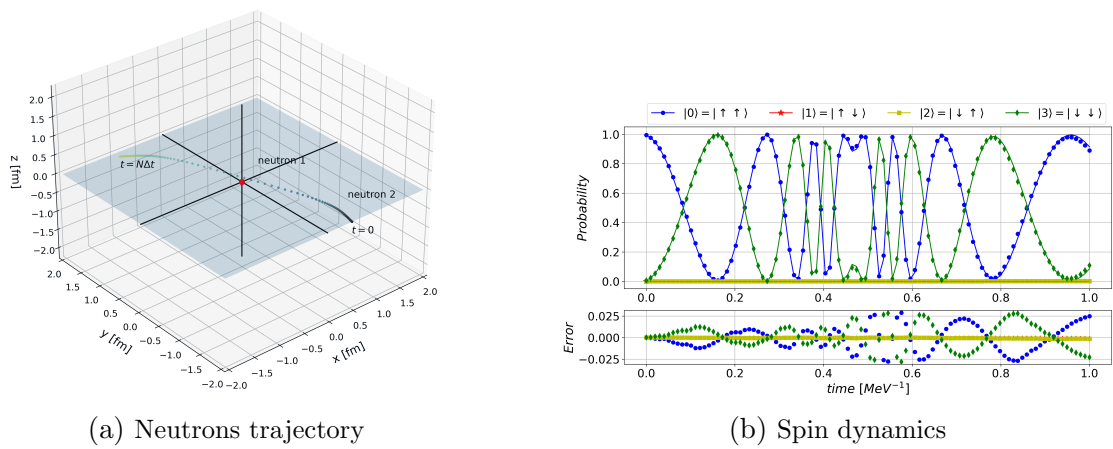 2.0
1.5
1.0
0.5
0.0
−0.5
−1.0
−1.5
−2.0
z [fm]
neutron 1
neutron 2
t = NΔt
t = 0
2.0
1.5
1.0
0.5
0.0
−0.5
−1.0
−1.5
−2.0
y [fm]
−2.0
−1.5
−1.0
−0.5
0.0
0.5
1.0
1.5
2.0
x [fm]
(a) Neutrons trajectory
|0⟩=|↑ ↑⟩ |1⟩=|↑ ↓⟩ |2⟩=|↓ ↑⟩ |3⟩=|↓ ↓⟩
1.0
0.8
0.6
0.4
0.2
0.0
Probability
0.0 0.2 0.4 0.6 0.8 1.0
0.025
0.000
−0.025
Error
0.0 0.2 0.4 0.6 0.8 1.0
time [MeV⁻¹]
(b) Spin dynamics